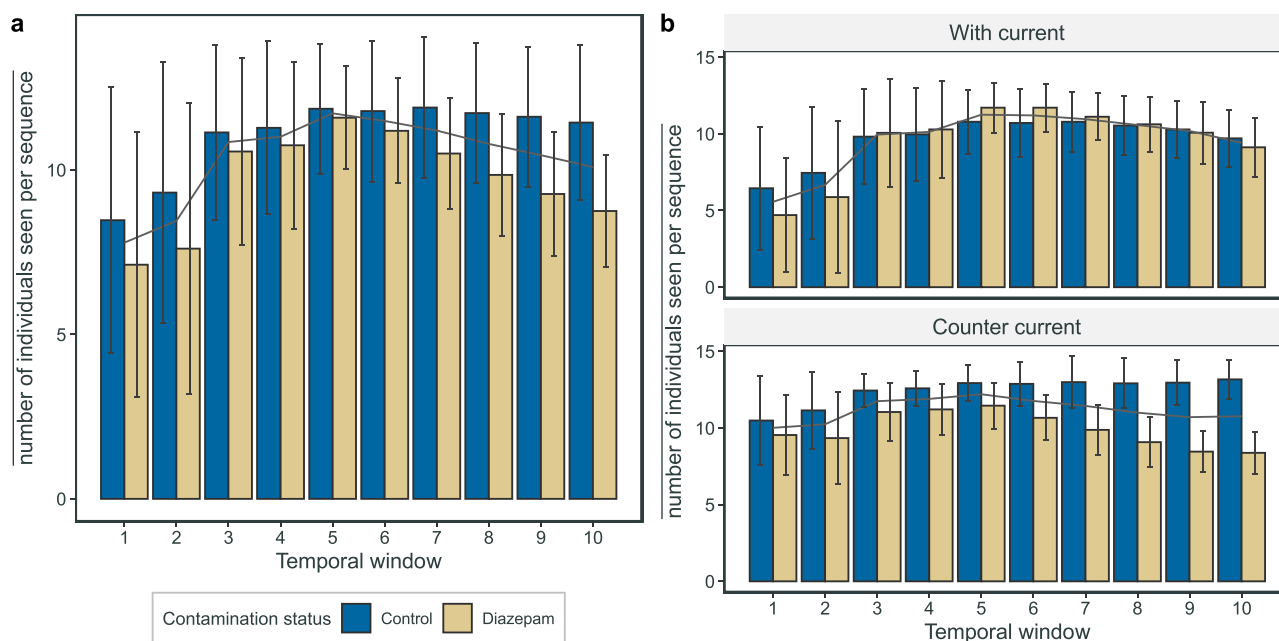 a
number of individuals seen per sequence
10
5
0
1 2 3 4 5 6 7 8 9 10
Temporal window
Contamination status Control Diazepam
b
number of individuals seen per sequence
With current
15
10
5
0
Counter current
15
10
5
0
1 2 3 4 5 6 7 8 9 10
Temporal window